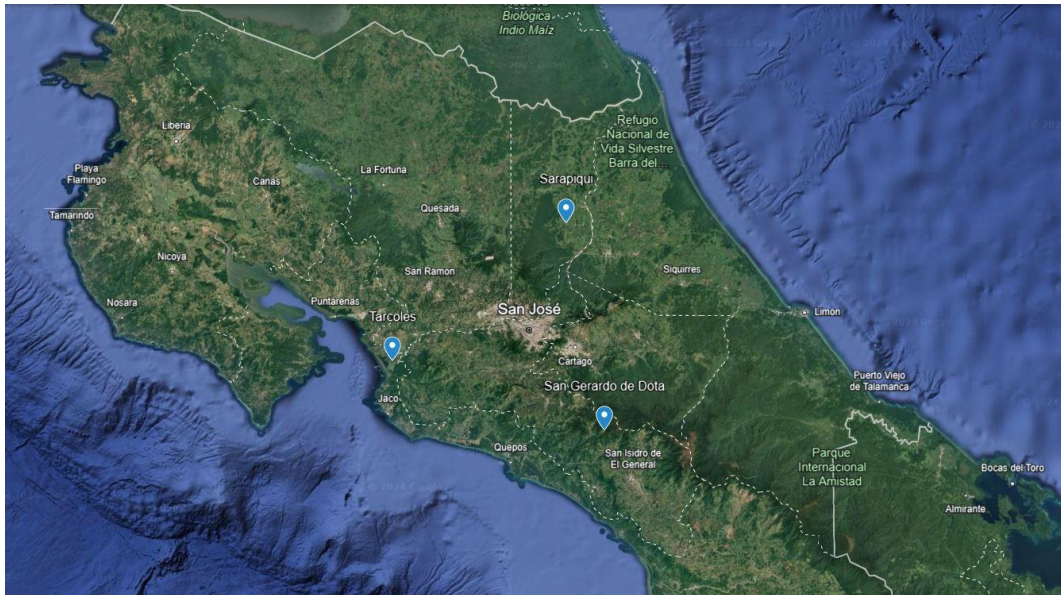 Biológica
Indio Maíz
Refugio
Nacional de
Vida Silvestre
Barra del...
Liberia
Playa
Flamingo
La Fortuna
Canas
Sarapiqui
Tamarindo
Quesada
Nicoya
San Ramon
Siquirres
Nosara
Puntarenas
Tarcoles
San José
Limon
Cartago
Puerto Viejo
de Talamanca
San Gerardo de Dota
Jaco
Quepos
San Isidro de
El General
Parque
Internacional
La Amistad
Bocas del Toro
Almirante